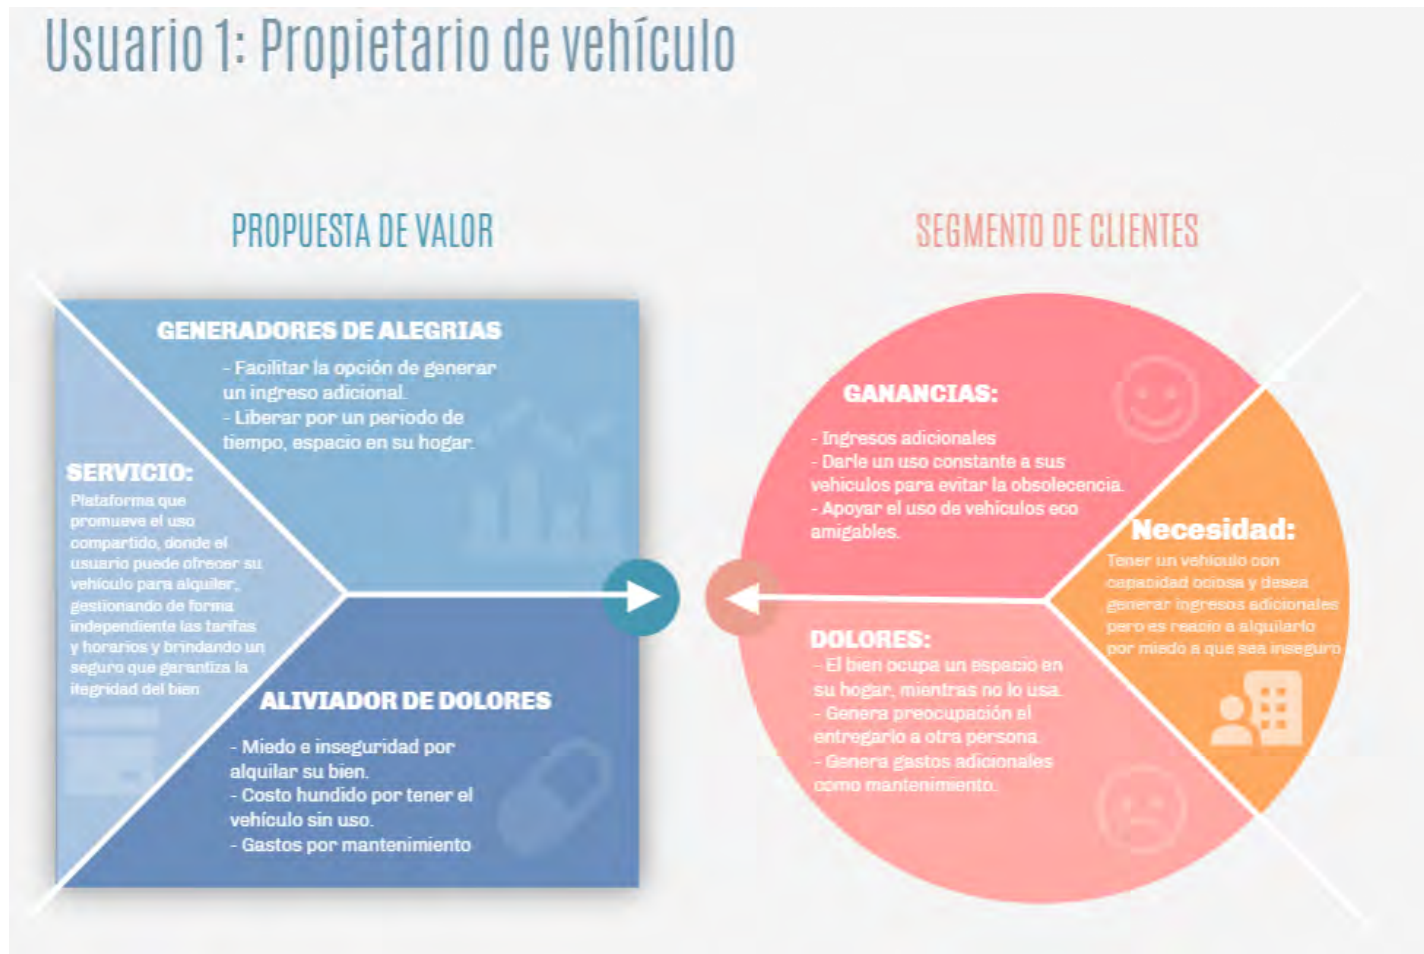 Usuario 1: Propietario de vehículo
PROPUESTA DE VALOR
GENERADORES DE ALEGRIAS
- Facilitar la opción de generar
un ingreso adicional.
- Liberar por un periodo de
tiempo, espacio en su hogar.
SERVICIO:
Plataforma que
promueve el uso
compartido, donde el
usuario puede ofrecer su
vehículo para alquiler,
gestionando de forma
independiente las tarifas
y horarios y brindando un
seguro que garantiza la
itegridad del bien
ALIVIADOR DE DOLORES
- Miedo e inseguridad por
alquilar su bien.
- Costo hundido por tener el
vehículo sin uso.
- Gastos por mantenimiento
SEGMENTO DE CLIENTES
GANANCIAS:
- Ingresos adicionales
- Darle un uso constante a sus
vehiculos para evitar la obsolecencia.
- Apoyar el uso de vehiculos eco
amigables.
Necesidad:
Tener un vehículo con
capacidad ociosa y desea
generar ingresos adicionales
pero es reacio a alquilarlo
por miedo a que sea inseguro
DOLORES:
- El bien ocupa un espacio en
su hogar, mientras no lo usa.
- Genera preocupación el
entregarlo a otra persona.
- Genera gastos adicionales
como mantenimiento.